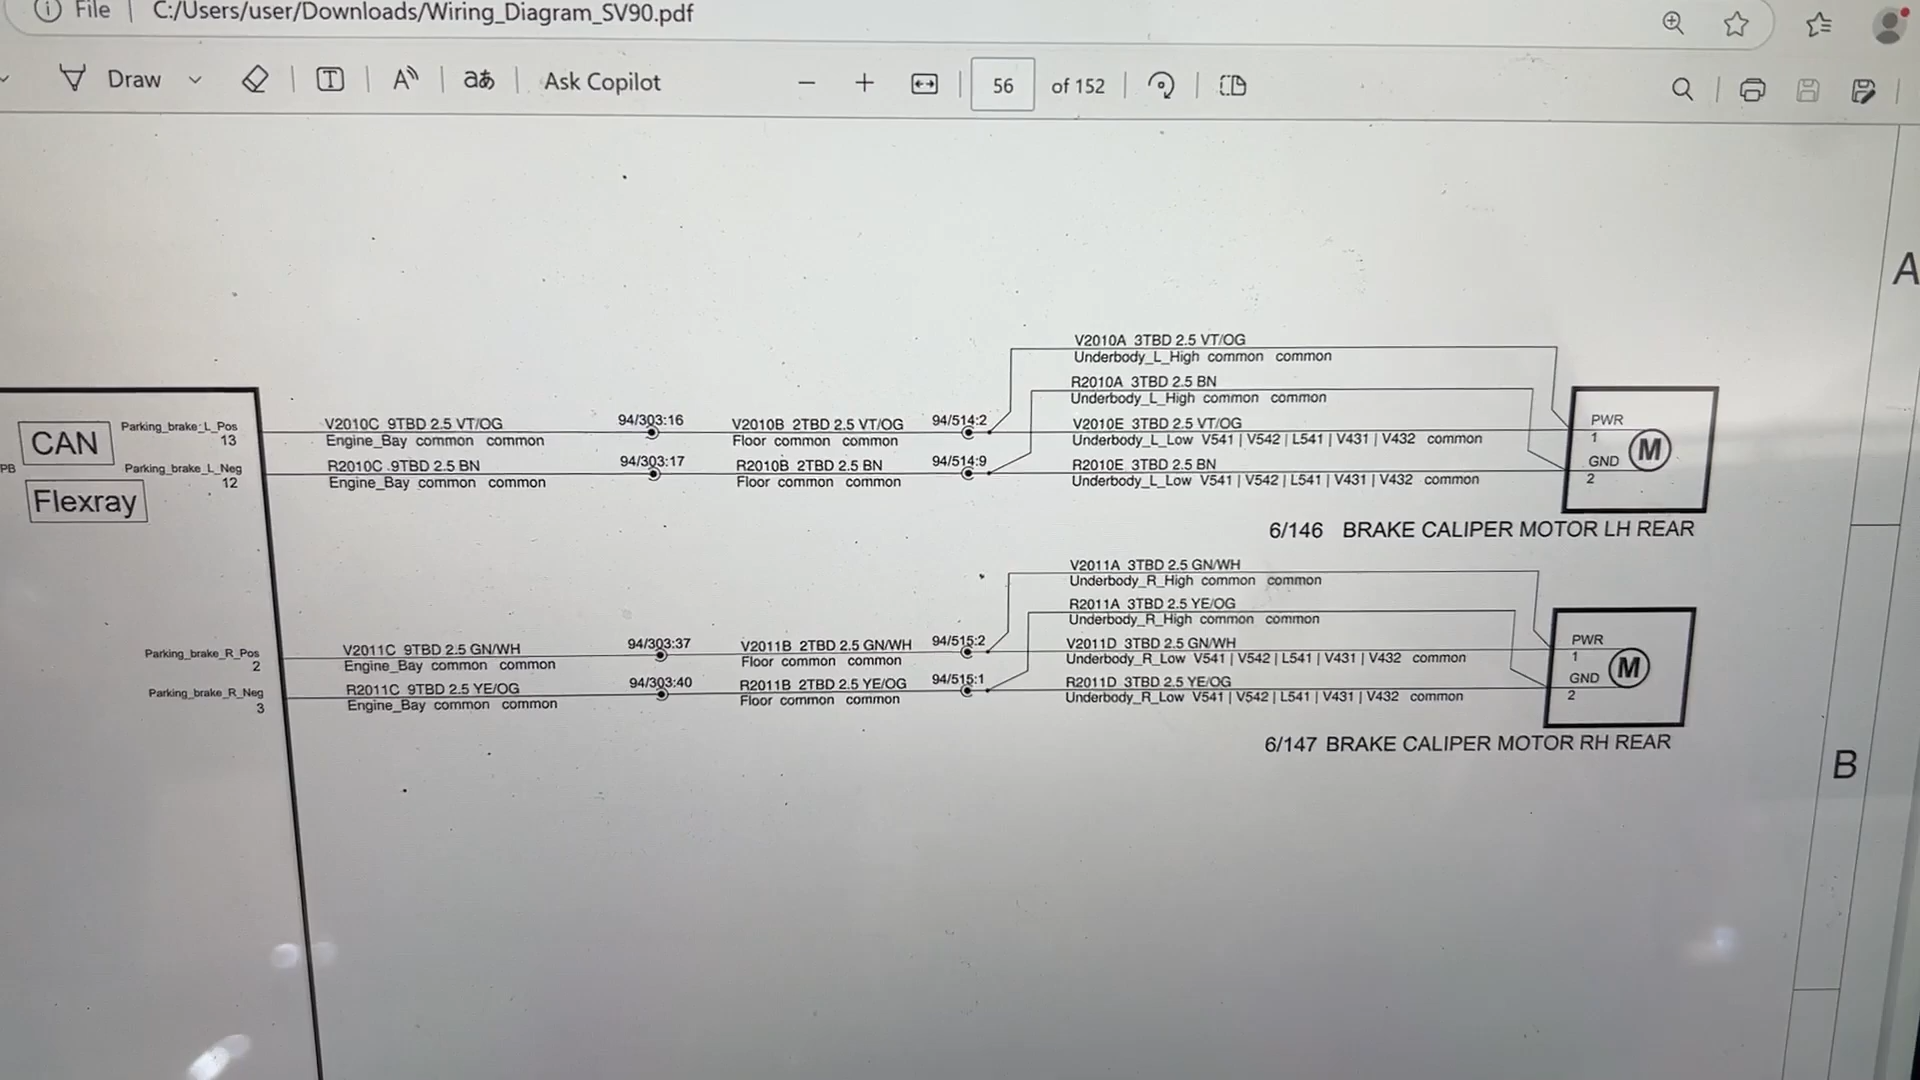 File C:/Users/user/Downloads/Wiring_Diagram_SV90.pdf
Draw T A aあ Ask Copilot 56 of 152
A
V2010A 3TBD 2.5 VT/OG
Underbody_L_High common common
R2010A 3TBD 2.5 BN
Underbody_L_High common common
CAN
Parking_brake_L_Pos
13
V2010C 9TBD 2.5 VT/OG
Engine_Bay common common
94/303:16
V2010B 2TBD 2.5 VT/OG
Floor common common
94/514:2
V2010E 3TBD 2.5 VT/OG
Underbody_L_Low V541 | V542 | L541 | V431 | V432 common
PWR
1
M
PB
Parking_brake_L_Neg
12
R2010C 9TBD 2.5 BN
Engine_Bay common common
94/303:17
R2010B 2TBD 2.5 BN
Floor common common
94/514:9
R2010E 3TBD 2.5 BN
Underbody_L_Low V541 | V542 | L541 | V431 | V432 common
GND
2
Flexray
6/146 BRAKE CALIPER MOTOR LH REAR
V2011A 3TBD 2.5 GN/WH
Underbody_R_High common common
R2011A 3TBD 2.5 YE/OG
Underbody_R_High common common
Parking_brake_R_Pos
2
V2011C 9TBD 2.5 GN/WH
Engine_Bay common common
94/303:37
V2011B 2TBD 2.5 GN/WH
Floor common common
94/515:2
V2011D 3TBD 2.5 GN/WH
Underbody_R_Low V541 | V542 | L541 | V431 | V432 common
PWR
1
M
Parking_brake_R_Neg
3
R2011C 9TBD 2.5 YE/OG
Engine_Bay common common
94/303:40
R2011B 2TBD 2.5 YE/OG
Floor common common
94/515:1
R2011D 3TBD 2.5 YE/OG
Underbody_R_Low V541 | V542 | L541 | V431 | V432 common
GND
2
6/147 BRAKE CALIPER MOTOR RH REAR
B